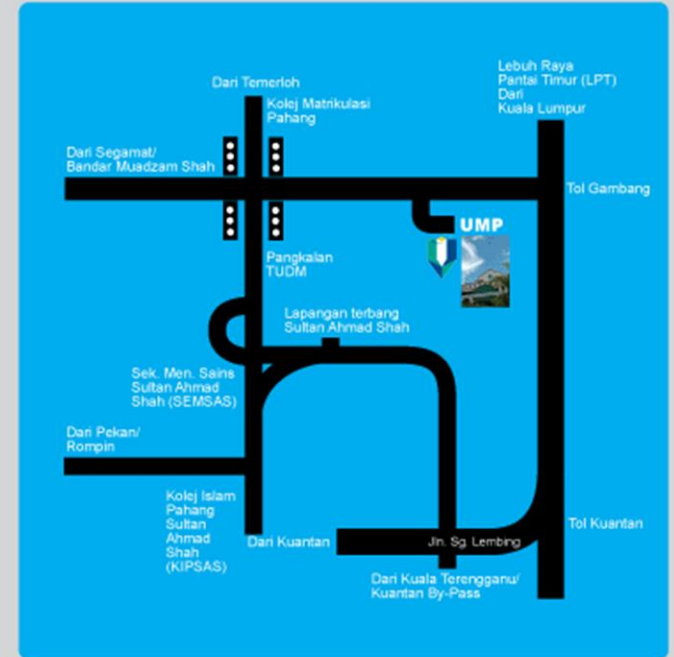 Lebuh Raya
Pantai Timur (LPT)
Dari
Kuala Lumpur
Dari Temerloh
Kolej Matrikulasi
Pahang
Dari Segamat/
Bandar Muadzam Shah
Tol Gambang
UMP
Pangkalan
TUDM
Lapangan terbang
Sultan Ahmad Shah
Sek. Men. Sains
Sultan Ahmad
Shah (SEMSAS)
Dari Pekan/
Rompin
Kolej Islam
Pahang
Sultan
Ahmad
Shah
(KIPSAS)
Dari Kuantan
Jln. Sg. Lembing
Tol Kuantan
Dari Kuala Terengganu/
Kuantan By-Pass